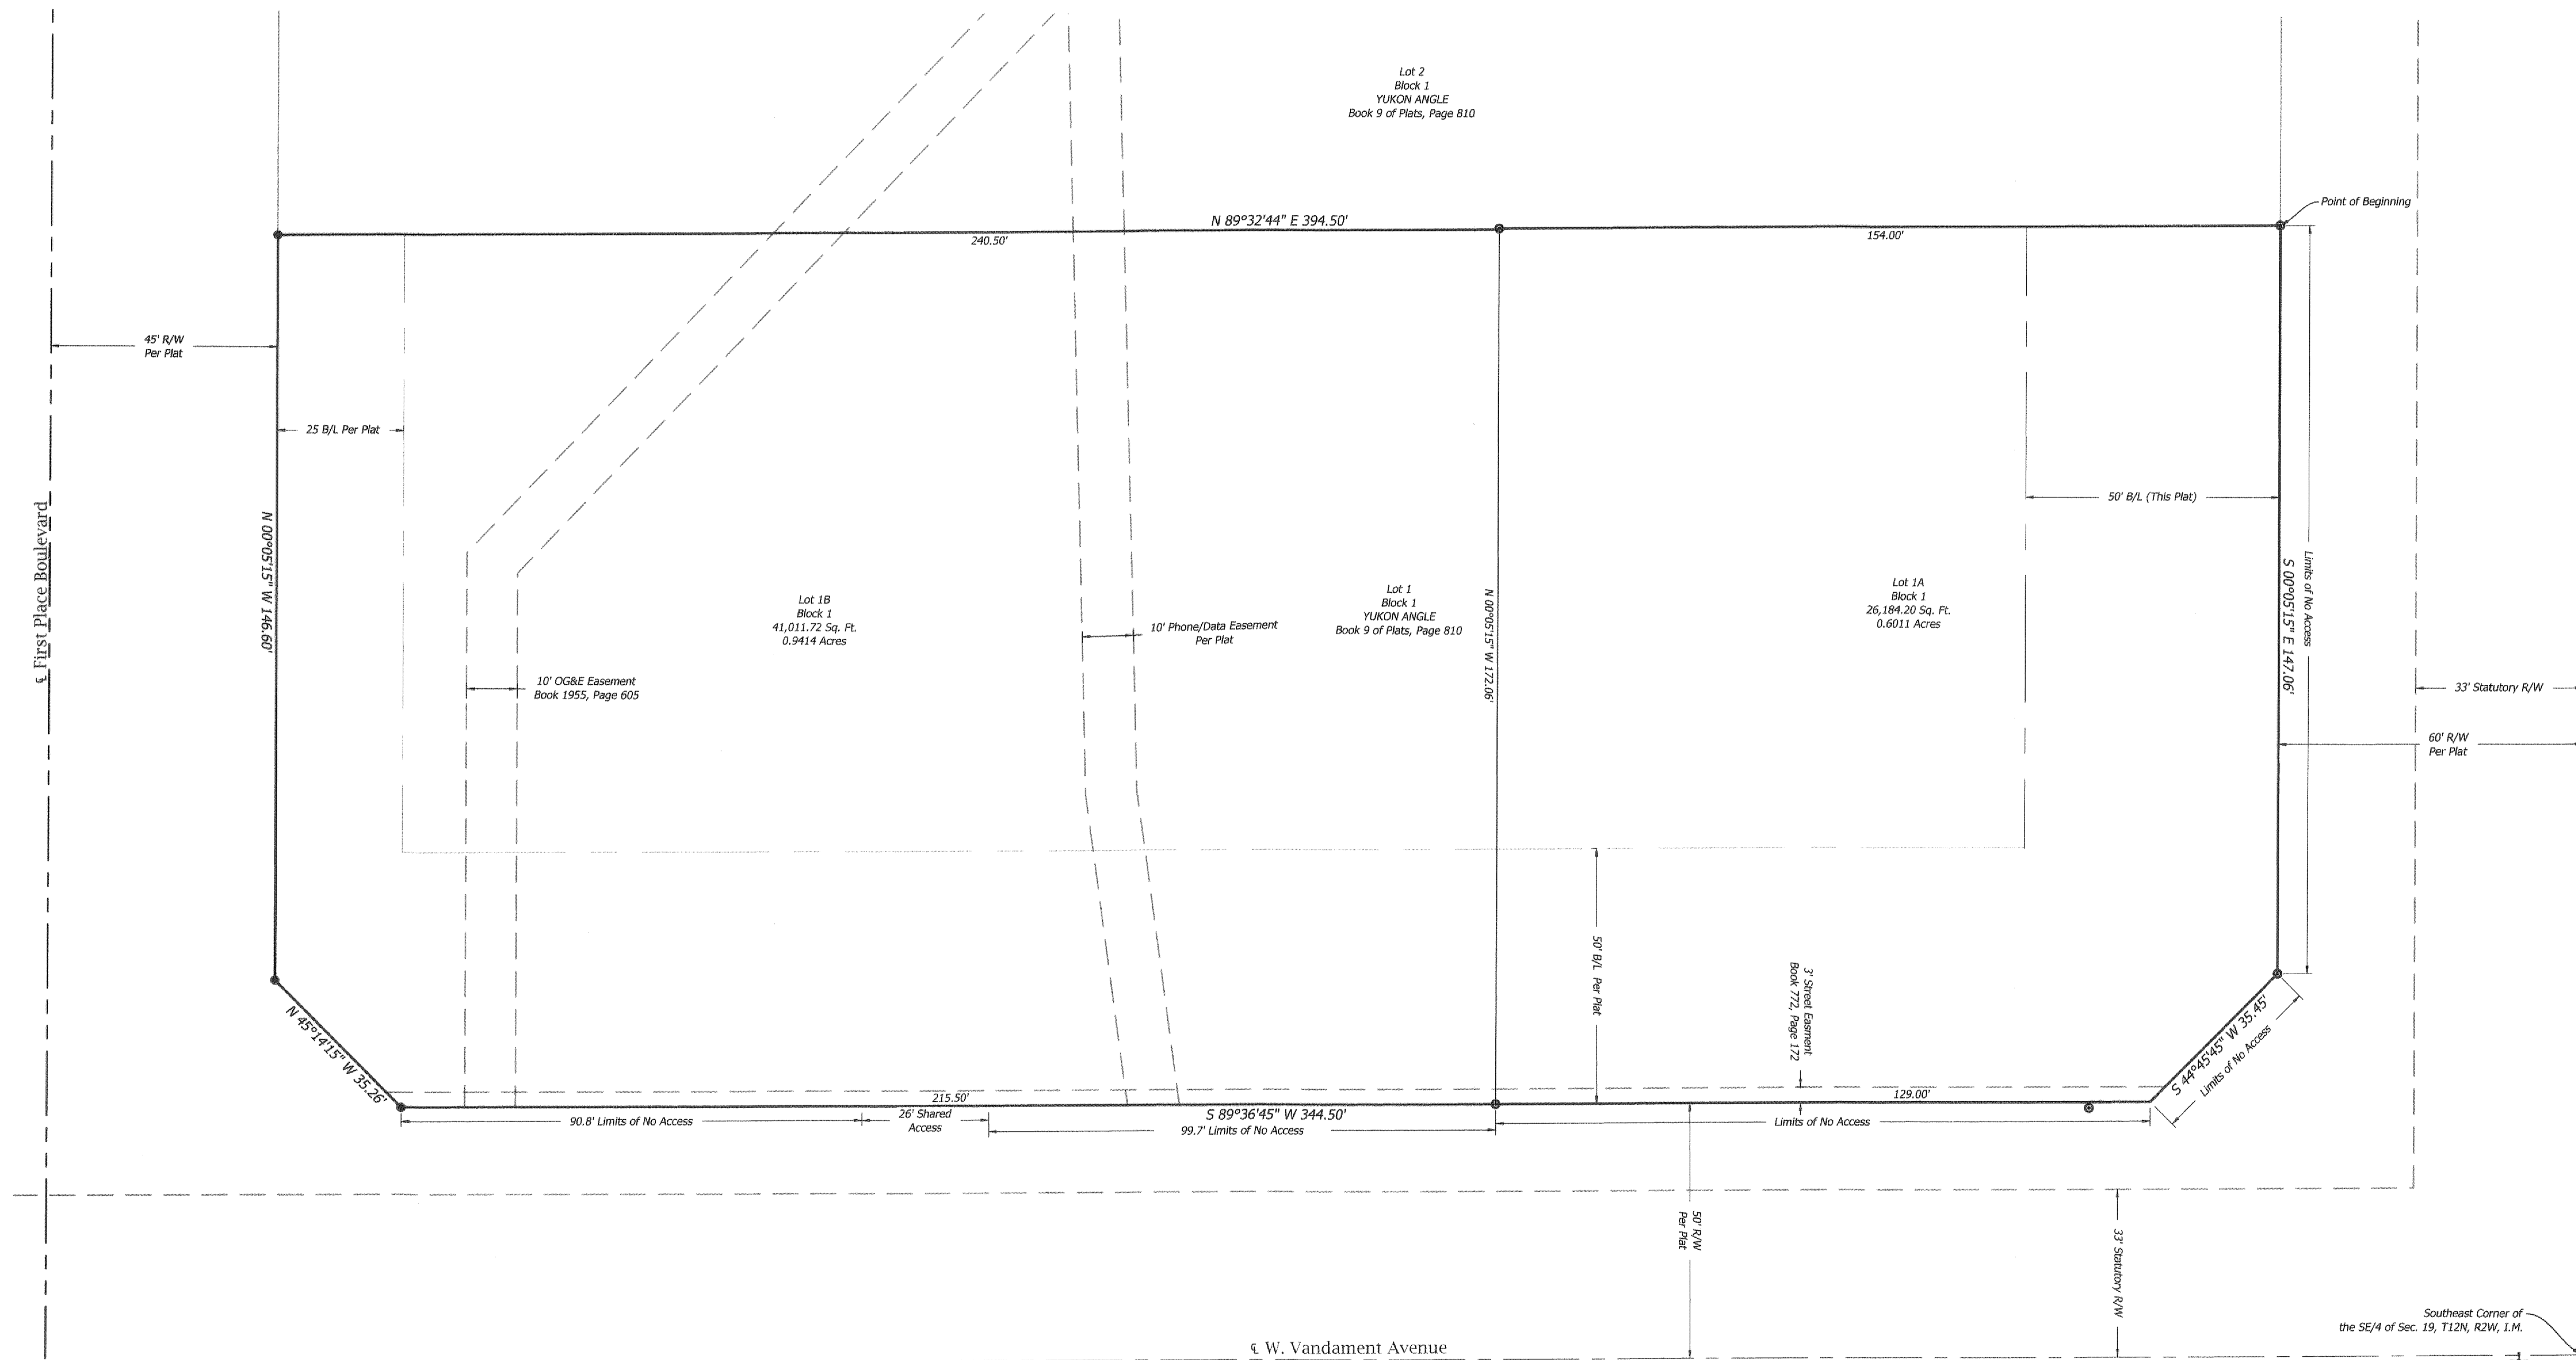 Lot 2
Block 1
YUKON ANGLE
Book 9 of Plats, Page 810
Point of Beginning
N 89°32'44" E 394.50'
240.50'
154.00'
45' R/W
Per Plat
25 B/L Per Plat
50' B/L (This Plat)
℄ First Place Boulevard
N 00°05'15" W 146.60'
Lot 1B
Block 1
41,011.72 Sq. Ft.
0.9414 Acres
10' OG&E Easement
Book 1955, Page 605
10' Phone/Data Easement
Per Plat
Lot 1
Block 1
YUKON ANGLE
Book 9 of Plats, Page 810
N 00°05'15" W 172.06'
Lot 1A
Block 1
26,184.20 Sq. Ft.
0.6011 Acres
S 00°05'15" E 147.06'
Limits of No Access
33' Statutory R/W
60' R/W
Per Plat
50' B/L Per Plat
3' Street Easment
Book 772, Page 172
N 45°14'15" W 35.26'
S 44°45'45" W 35.45'
Limits of No Access
215.50'
129.00'
S 89°36'45" W 344.50'
90.8' Limits of No Access
26' Shared
Access
99.7' Limits of No Access
Limits of No Access
50' R/W
Per Plat
33' Statutory R/W
Southeast Corner of
the SE/4 of Sec. 19, T12N, R2W, I.M.
℄ W. Vandament Avenue